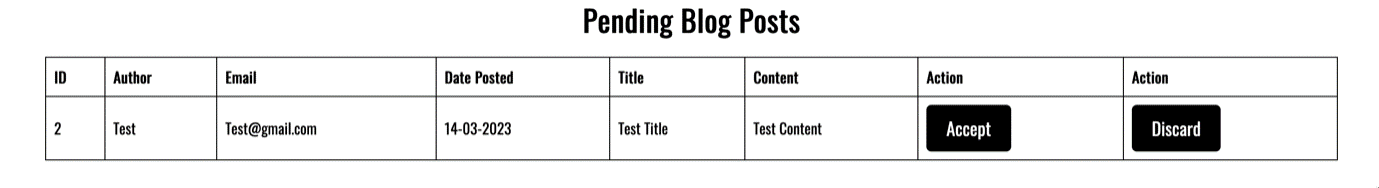 Pending Blog Posts
ID Author Email Date Posted Title Content Action Action
2 Test Test@gmail.com 14-03-2023 Test Title Test Content Accept Discard